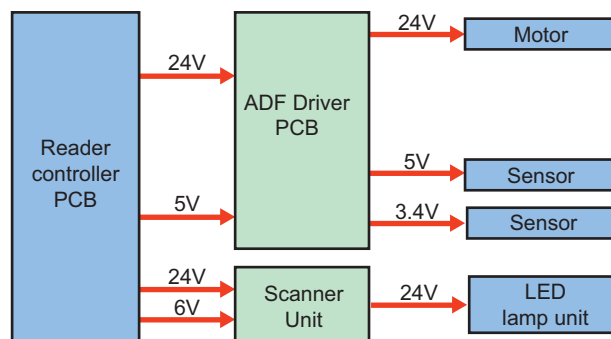 24V
24V
Motor
ADF Driver
PCB
Reader
controller
PCB
5V
Sensor
5V
3.4V
Sensor
24V
6V
Scanner
Unit
24V
LED
lamp unit